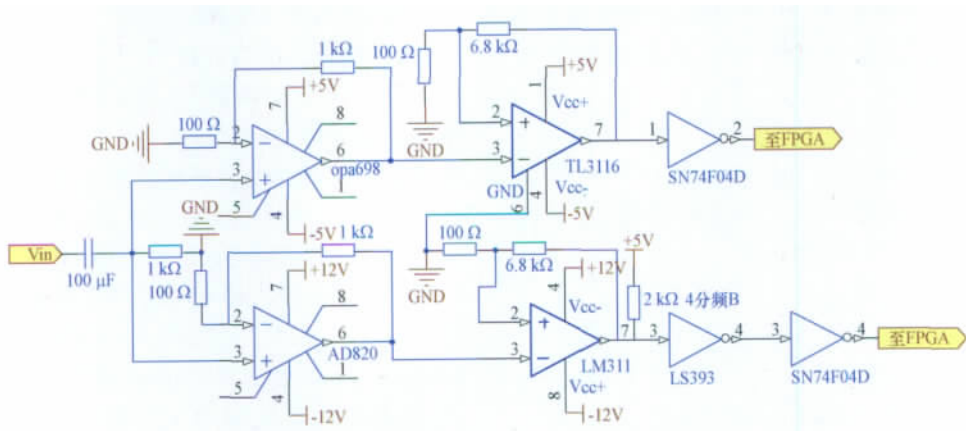 1 kΩ
+5V
7
8
100 Ω
GND
2
6
opa698
3
1
5
4
-5V
100 Ω
6.8 kΩ
GND
+5V
1
Vcc+
2
7
3
TL3116
Vcc-
GND
6
4
-5V
1
2
SN74F04D
至FPGA
Vin
100 μF
1 kΩ
GND
100 Ω
1 kΩ
+12V
7
8
2
6
AD820
3
1
5
4
-12V
GND
100 Ω
6.8 kΩ
+12V
4
Vcc-
2
7
3
LM311
Vcc+
8
-12V
+5V
2 kΩ
4分频B
3
4
LS393
3
4
SN74F04D
至FPGA